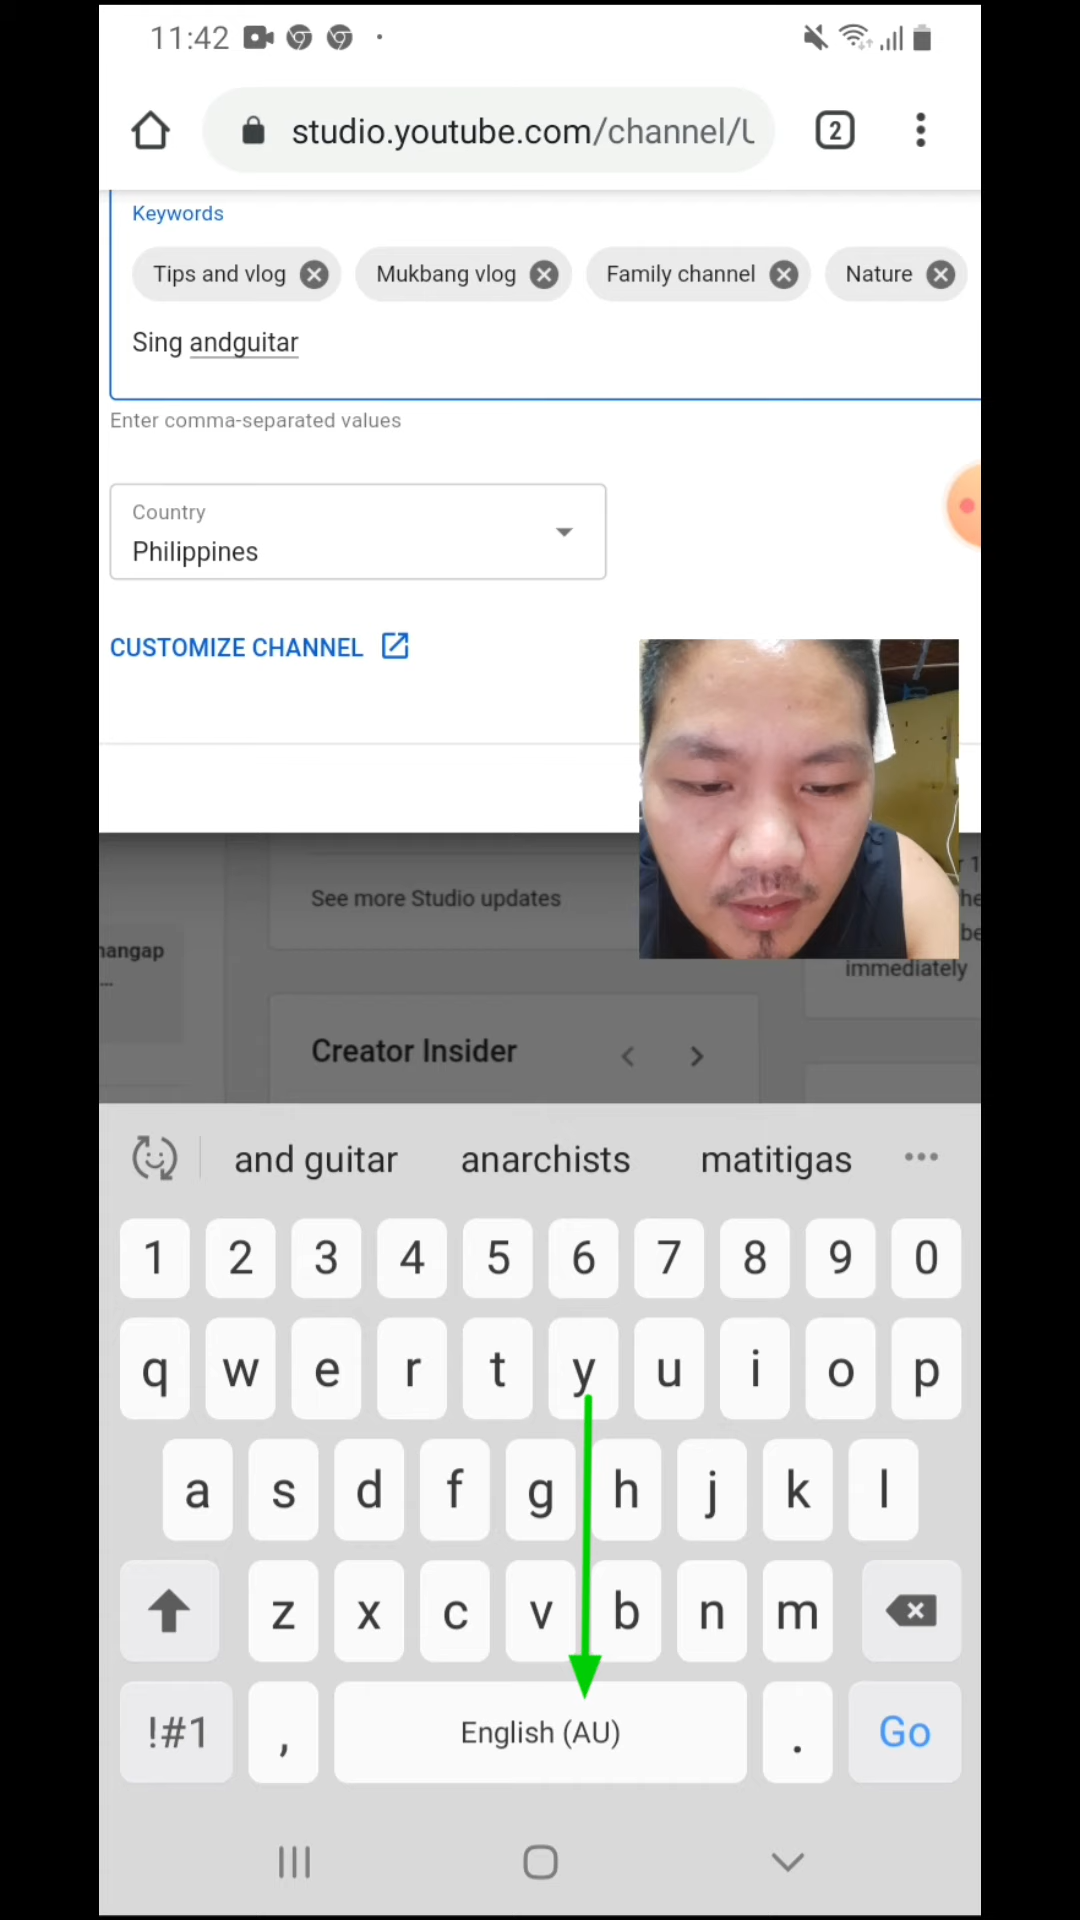 11:42
studio.youtube.com/channel/U
2
Keywords
Tips and vlog
Mukbang vlog
Family channel
Nature
Sing andguitar
Enter comma-separated values
Country
Philippines
CUSTOMIZE CHANNEL
See more Studio updates
immediately
Creator Insider
and guitar
anarchists
matitigas
1 2 3 4 5 6 7 8 9 0
q w e r t y u i o p
a s d f g h j k l
z x c v b n m
!#1 , English (AU) . Go